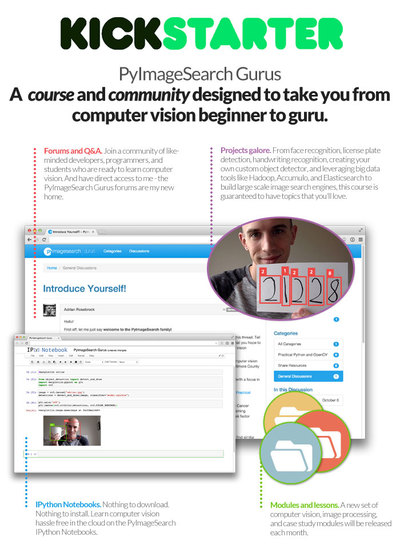 KICKSTARTER
PyImageSearch Gurus
A course and community designed to take you from
computer vision beginner to guru.
Forums and Q&A. Join a community of like-
minded developers, programmers, and
students who are ready to learn computer
vision. And have direct access to me - the
PyImageSearch Gurus forums are my new
home.
Projects galore. From face recognition, license plate
detection, handwriting recognition, creating your
own custom object detector, and leveraging big data
tools like Hadoop, Accumulo, and Elasticsearch to
build large scale image search engines, this course is
guaranteed to have topics that you'll love.
pyimagesearch gurus
Categories
Discussions
Home
General Discussions
Introduce Yourself!
Adrian Rosebrock
Hello!
First off, let me just say welcome to the PyImageSearch family!
21228
Categories
All Categories
Practical Python and OpenCV
Share Resources
General Discussions
In this Discussion
October 5
IP[y]: Notebook
PyImageSearch Gurus
IPython Notebooks. Nothing to download.
Nothing to install. Learn computer vision
hassle free in the cloud on the PyImageSearch
IPython Notebooks.
Modules and lessons. A new set of
computer vision, image processing,
and case study modules will be released
each month.